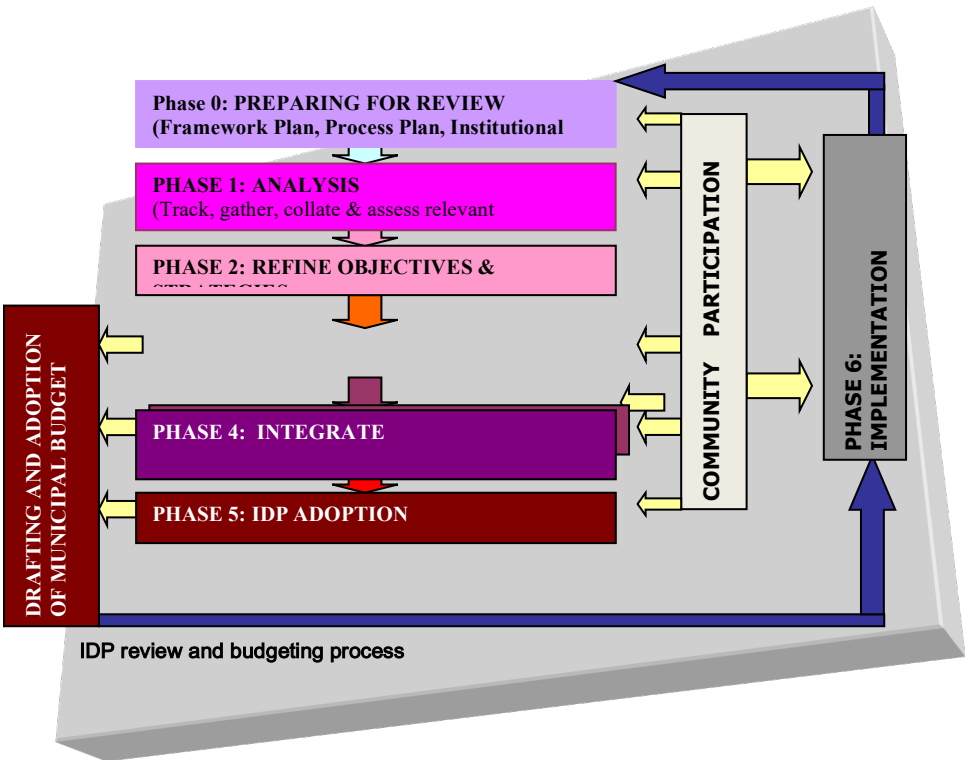 Phase 0: PREPARING FOR REVIEW
(Framework Plan, Process Plan, Institutional
PHASE 1: ANALYSIS
(Track, gather, collate & assess relevant
PHASE 2: REFINE OBJECTIVES &
PHASE 4: INTEGRATE
PHASE 5: IDP ADOPTION
DRAFTING AND ADOPTION
OF MUNICIPAL BUDGET
COMMUNITY PARTICIPATION
PHASE 6:
IMPLEMENTATION
IDP review and budgeting process